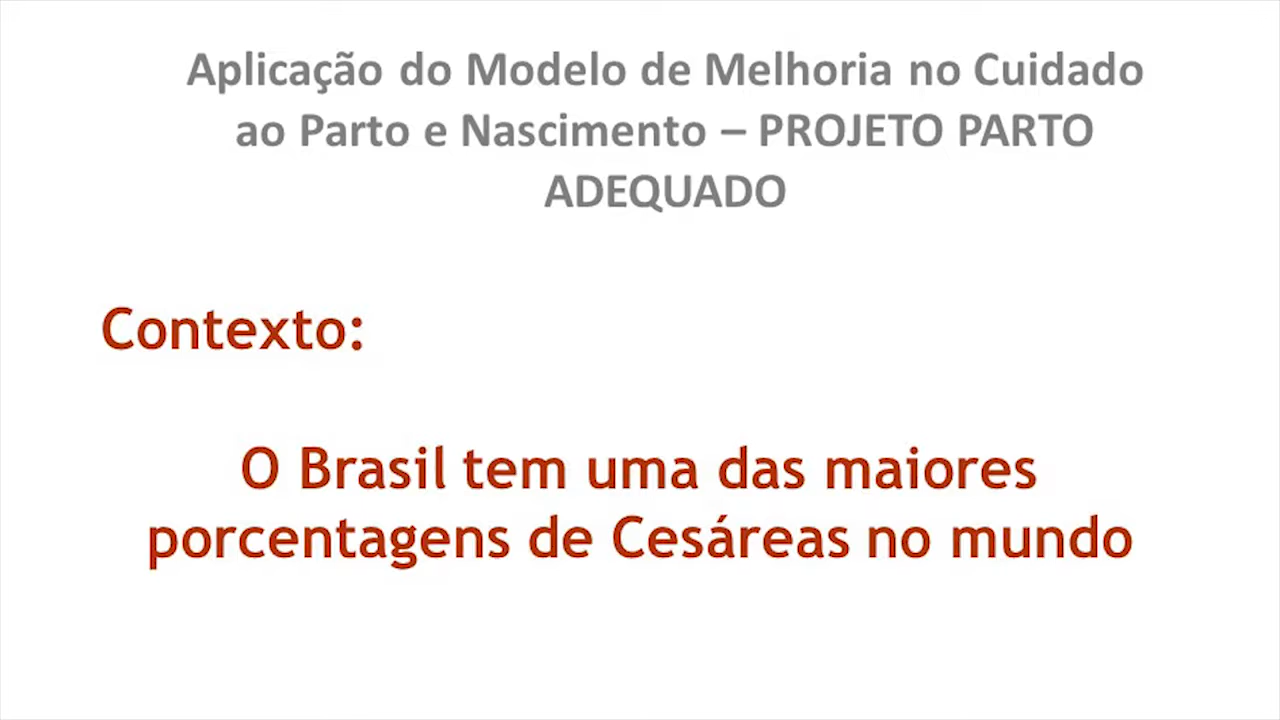 Aplicação do Modelo de Melhoria no Cuidado
ao Parto e Nascimento – PROJETO PARTO
ADEQUADO
Contexto:
O Brasil tem uma das maiores
porcentagens de Cesáreas no mundo